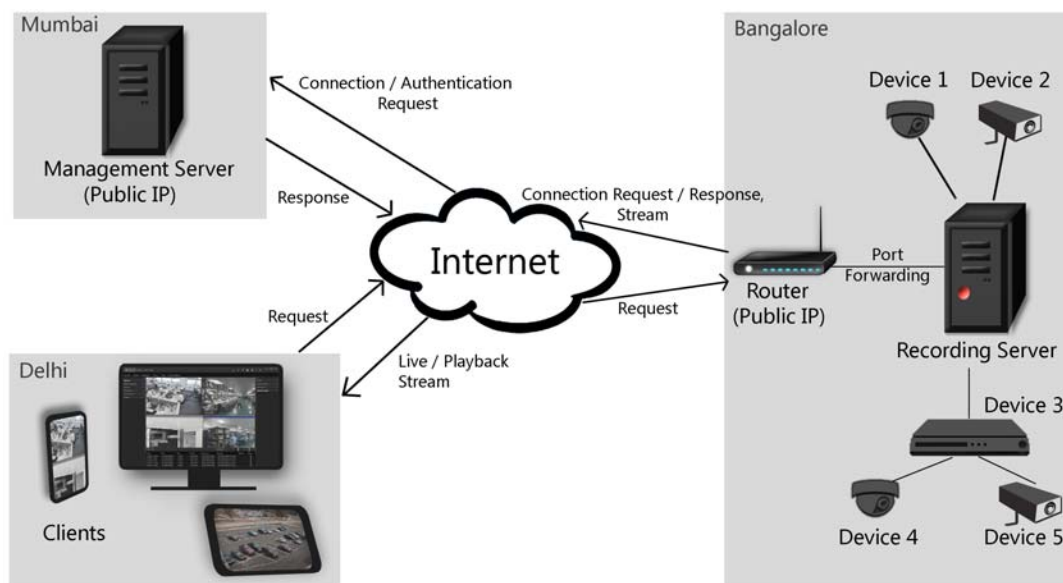 Mumbai
Management Server
(Public IP)
Connection / Authentication
Request
Response
Internet
Request
Live / Playback
Stream
Delhi
Clients
Connection Request / Response,
Stream
Request
Bangalore
Device 1
Device 2
Router
(Public IP)
Port
Forwarding
Recording Server
Device 3
Device 4
Device 5